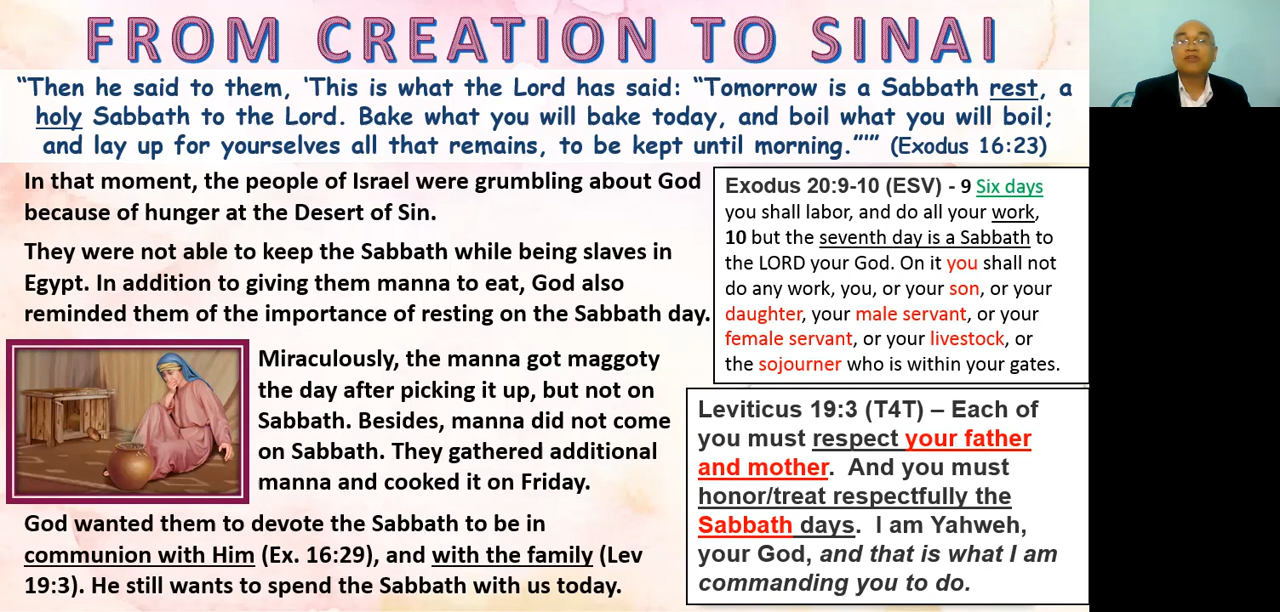 FROM CREATION TO SINAI
“Then he said to them, ‘This is what the Lord has said: “Tomorrow is a Sabbath rest, a
holy Sabbath to the Lord. Bake what you will bake today, and boil what you will boil;
and lay up for yourselves all that remains, to be kept until morning.”’” (Exodus 16:23)
In that moment, the people of Israel were grumbling about God
because of hunger at the Desert of Sin.
They were not able to keep the Sabbath while being slaves in
Egypt. In addition to giving them manna to eat, God also
reminded them of the importance of resting on the Sabbath day.
Miraculously, the manna got maggoty
the day after picking it up, but not on
Sabbath. Besides, manna did not come
on Sabbath. They gathered additional
manna and cooked it on Friday.
God wanted them to devote the Sabbath to be in
communion with Him (Ex. 16:29), and with the family (Lev
19:3). He still wants to spend the Sabbath with us today.
Exodus 20:9-10 (ESV) - 9 Six days
you shall labor, and do all your work,
10 but the seventh day is a Sabbath to
the LORD your God. On it you shall not
do any work, you, or your son, or your
daughter, your male servant, or your
female servant, or your livestock, or
the sojourner who is within your gates.
Leviticus 19:3 (T4T) – Each of
you must respect your father
and mother.  And you must
honor/treat respectfully the
Sabbath days.  I am Yahweh,
your God, and that is what I am
commanding you to do.